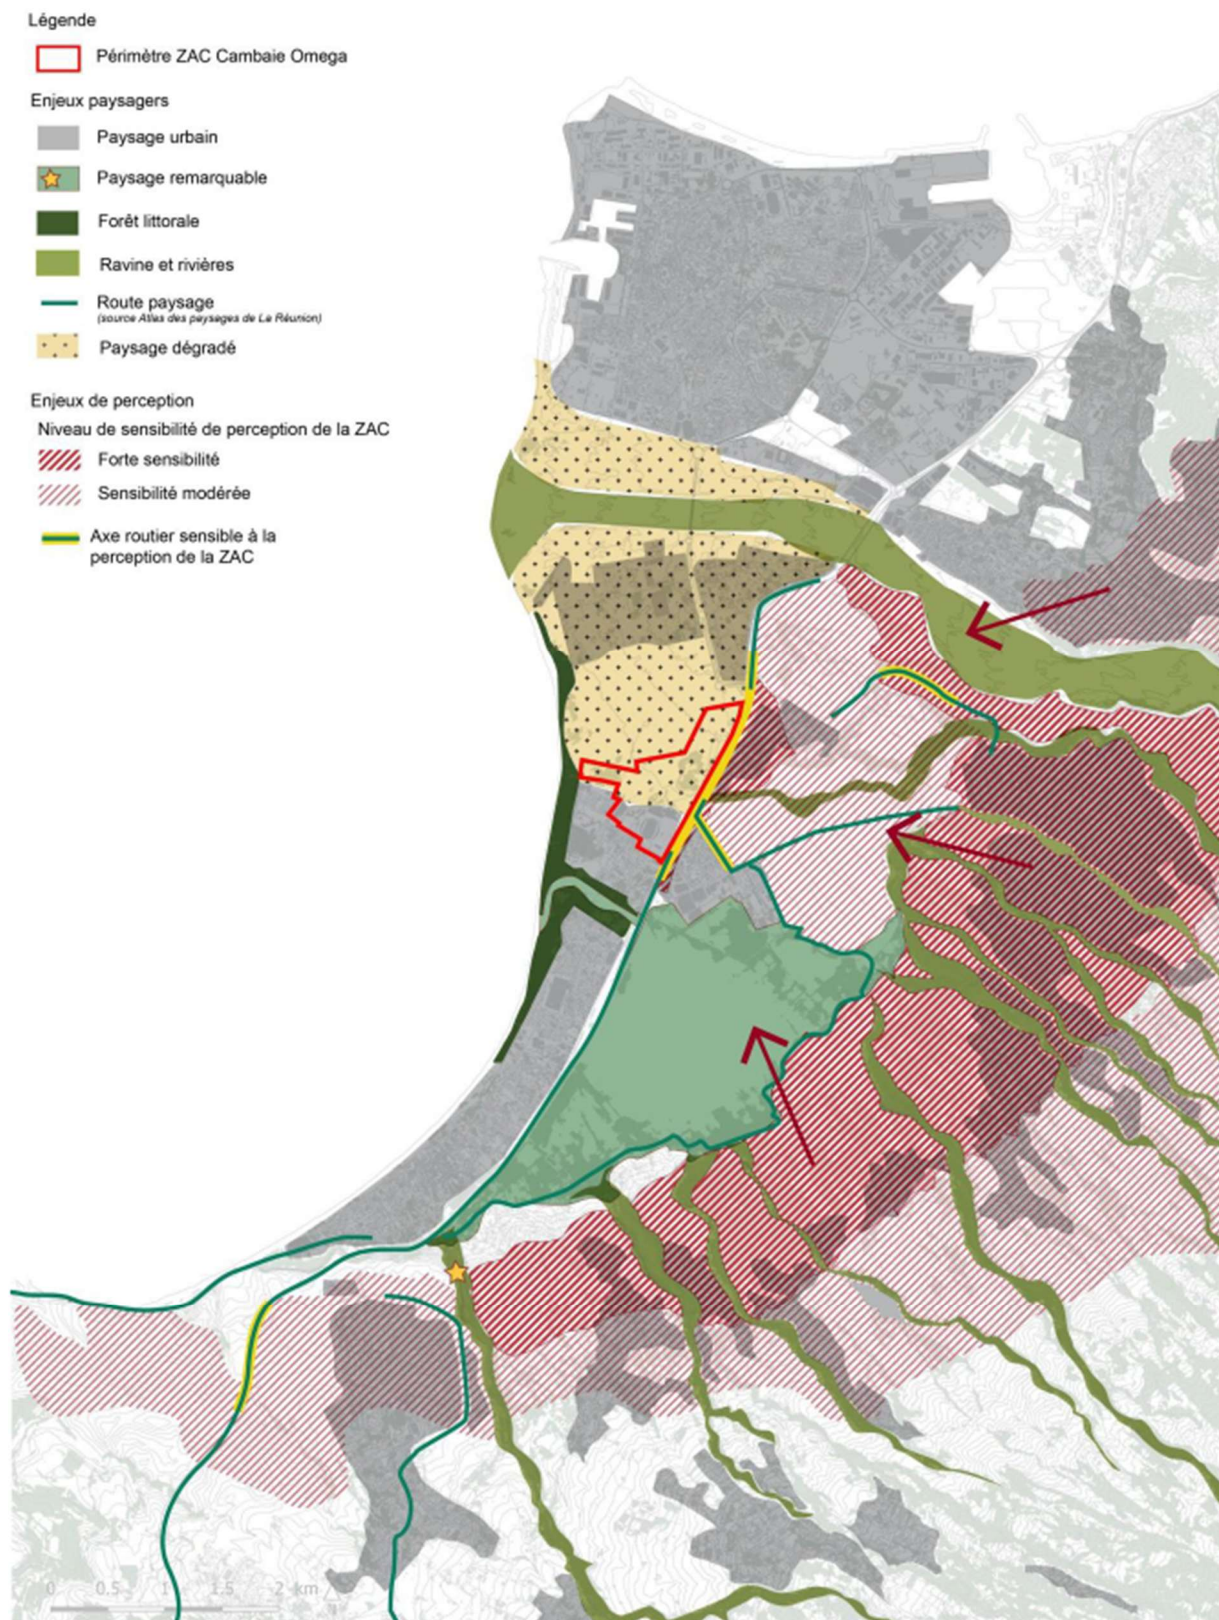 Légende
Périmètre ZAC Cambaie Omega
Enjeux paysagers
Paysage urbain
Paysage remarquable
Forêt littorale
Ravine et rivières
Route paysage
(source Atlas des paysages de La Réunion)
Paysage dégradé
Enjeux de perception
Niveau de sensibilité de perception de la ZAC
Forte sensibilité
Sensibilité modérée
Axe routier sensible à la
perception de la ZAC
0 0.5 1 1.5 2 km